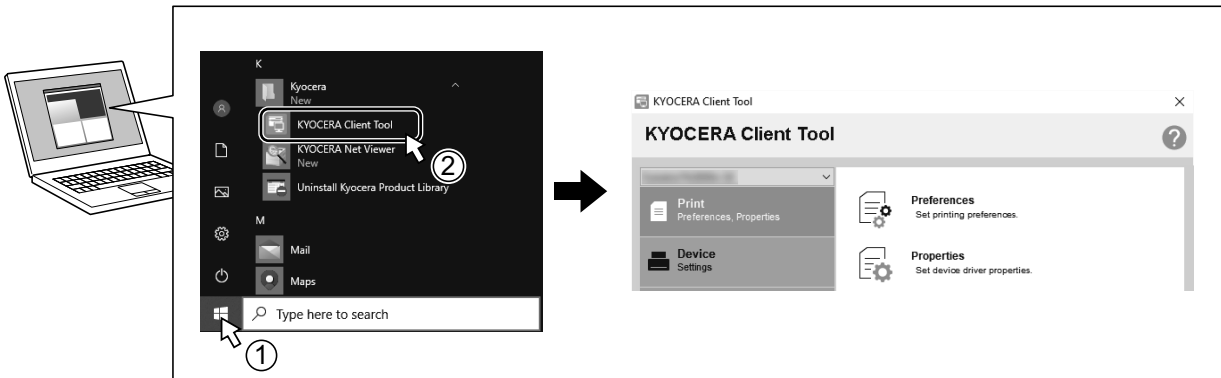 K
Kyocera
New
KYOCERA Client Tool
KYOCERA Net Viewer
New
Uninstall Kyocera Product Library
M
Mail
Maps
Type here to search
①
②
KYOCERA Client Tool
KYOCERA Client Tool
?
Print
Preferences, Properties
Device
Settings
Preferences
Set printing preferences.
Properties
Set device driver properties.